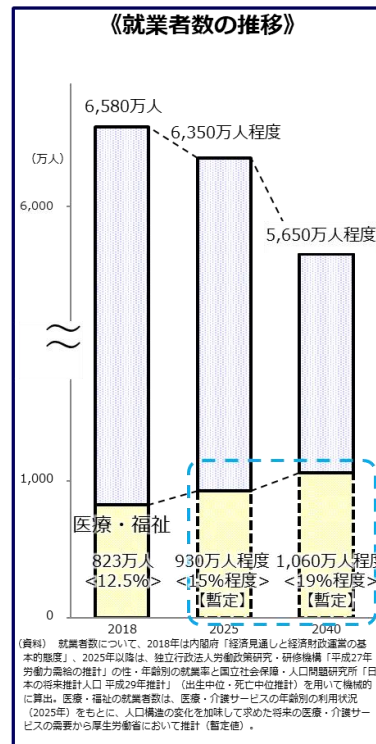 《就業者数の推移》
6,580万人
6,350万人程度
(万人)
6,000
5,650万人程度
1,000
医療・福祉
823万人
<12.5%>
930万人程度
<15%程度>
【暫定】
1,060万人程度
<19%程度>
【暫定】
0
2018
2025
2040
(資料) 就業者数について、2018年は内閣府「経済見通しと経済財政運営の基
本的態度」、2025年以降は、独立行政法人労働政策研究・研修機構「平成27年
労働力需給の推計」の性・年齢別の就業率と国立社会保障・人口問題研究所「日
本の将来推計人口 平成29年推計」（出生中位・死亡中位推計）を用いて機械的
に算出。医療・福祉の就業者数は、医療・介護サービスの年齢別の利用状況
（2025年）をもとに、人口構造の変化を加味して求めた将来の医療・介護サー
ビスの需要から厚生労働省において推計（暫定値）。